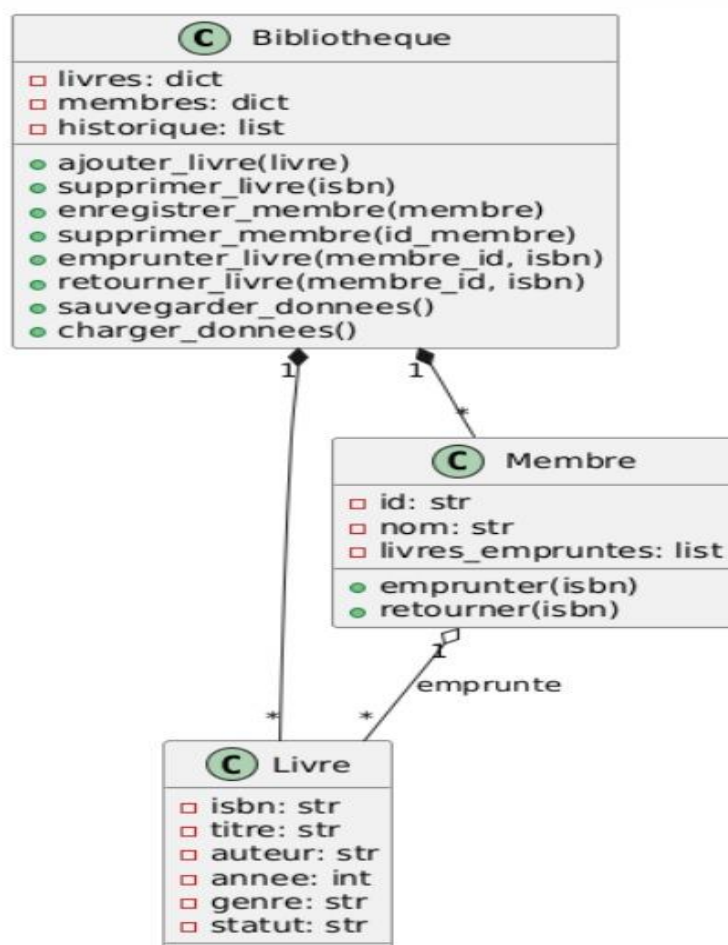 C Bibliotheque
livres: dict
membres: dict
historique: list
ajouter_livre(livre)
supprimer_livre(isbn)
enregistrer_membre(membre)
supprimer_membre(id_membre)
emprunter_livre(membre_id, isbn)
retourner_livre(membre_id, isbn)
sauvegarder_donnees()
charger_donnees()
1 1
*
C Membre
id: str
nom: str
livres_empruntes: list
emprunter(isbn)
retourner(isbn)
1
emprunte
* *
C Livre
isbn: str
titre: str
auteur: str
annee: int
genre: str
statut: str